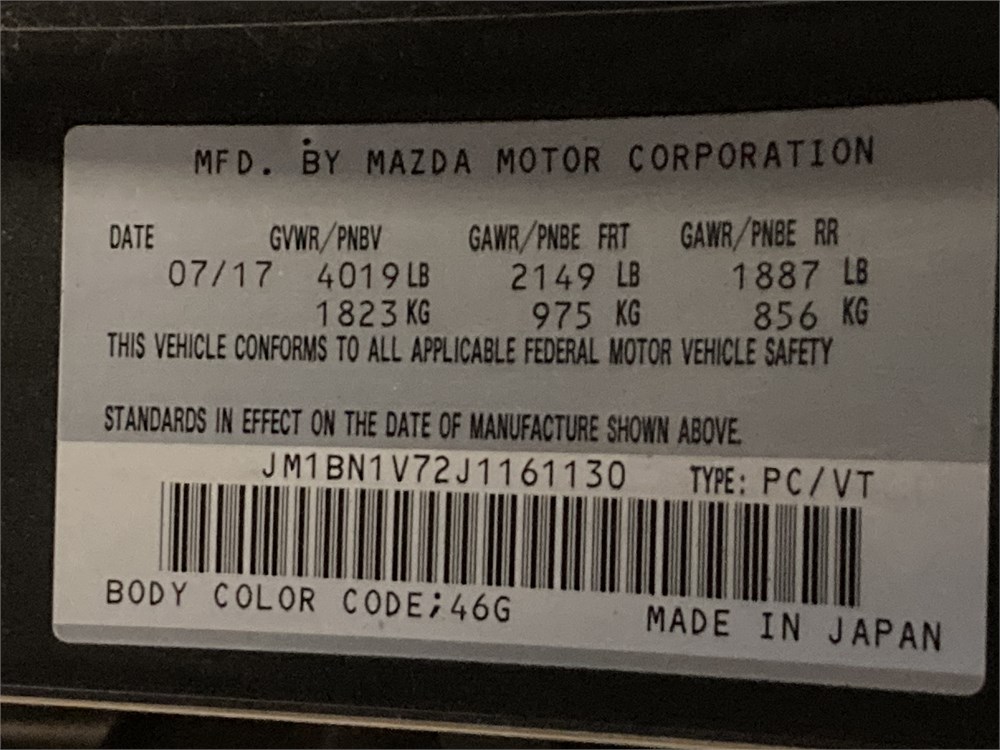 MFD. BY MAZDA MOTOR CORPORATION
DATE GVWR/PNBV GAWR/PNBE FRT GAWR/PNBE RR
07/17 4019 LB 2149 LB 1887 LB
1823 KG 975 KG 856 KG
THIS VEHICLE CONFORMS TO ALL APPLICABLE FEDERAL MOTOR VEHICLE SAFETY
STANDARDS IN EFFECT ON THE DATE OF MANUFACTURE SHOWN ABOVE.
JM1BN1V72J1161130 TYPE: PC/VT
BODY COLOR CODE;46G MADE IN JAPAN